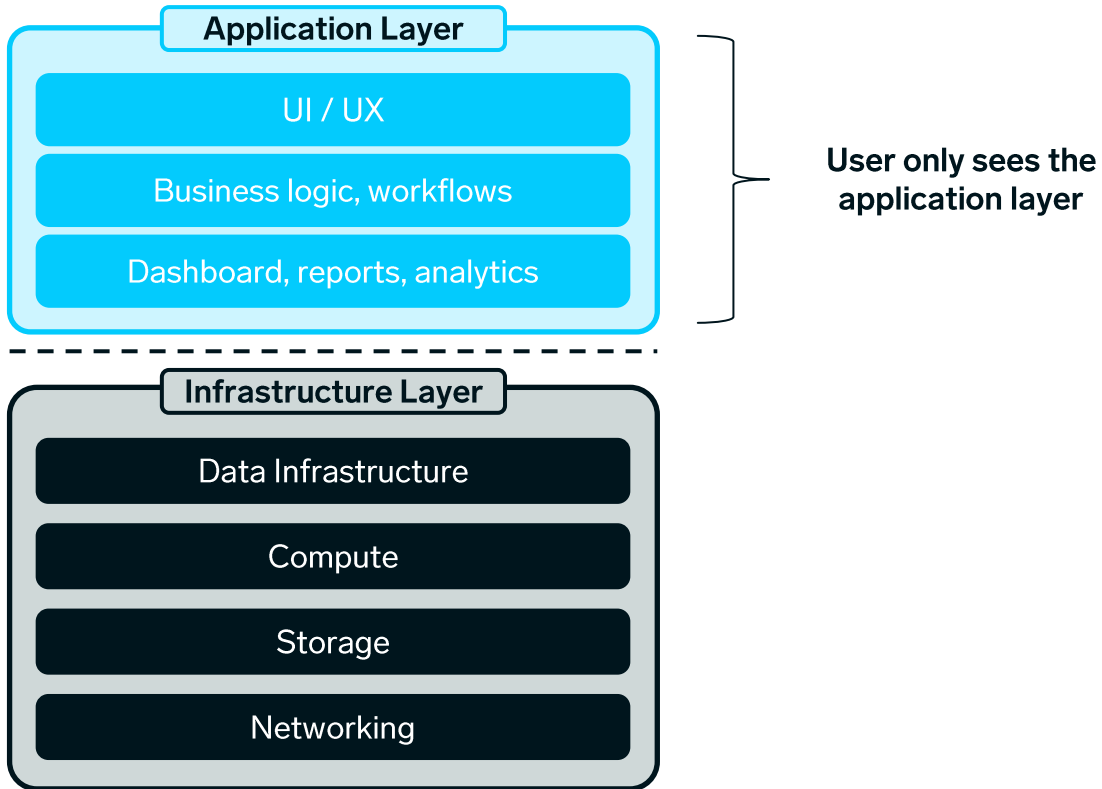 Application Layer
UI / UX
Business logic, workflows
Dashboard, reports, analytics
User only sees the
application layer
Infrastructure Layer
Data Infrastructure
Compute
Storage
Networking